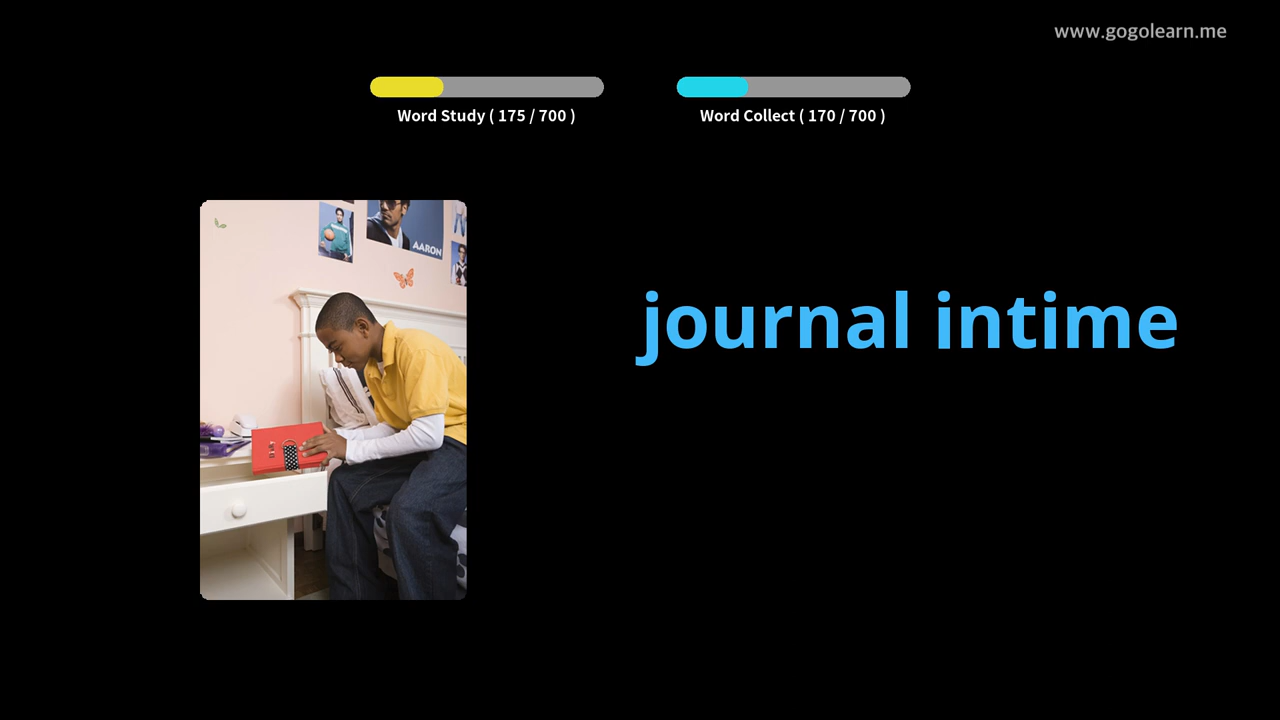 www.gogolearn.me
Word Study ( 175 / 700 )
Word Collect ( 170 / 700 )
AARON
journal intime